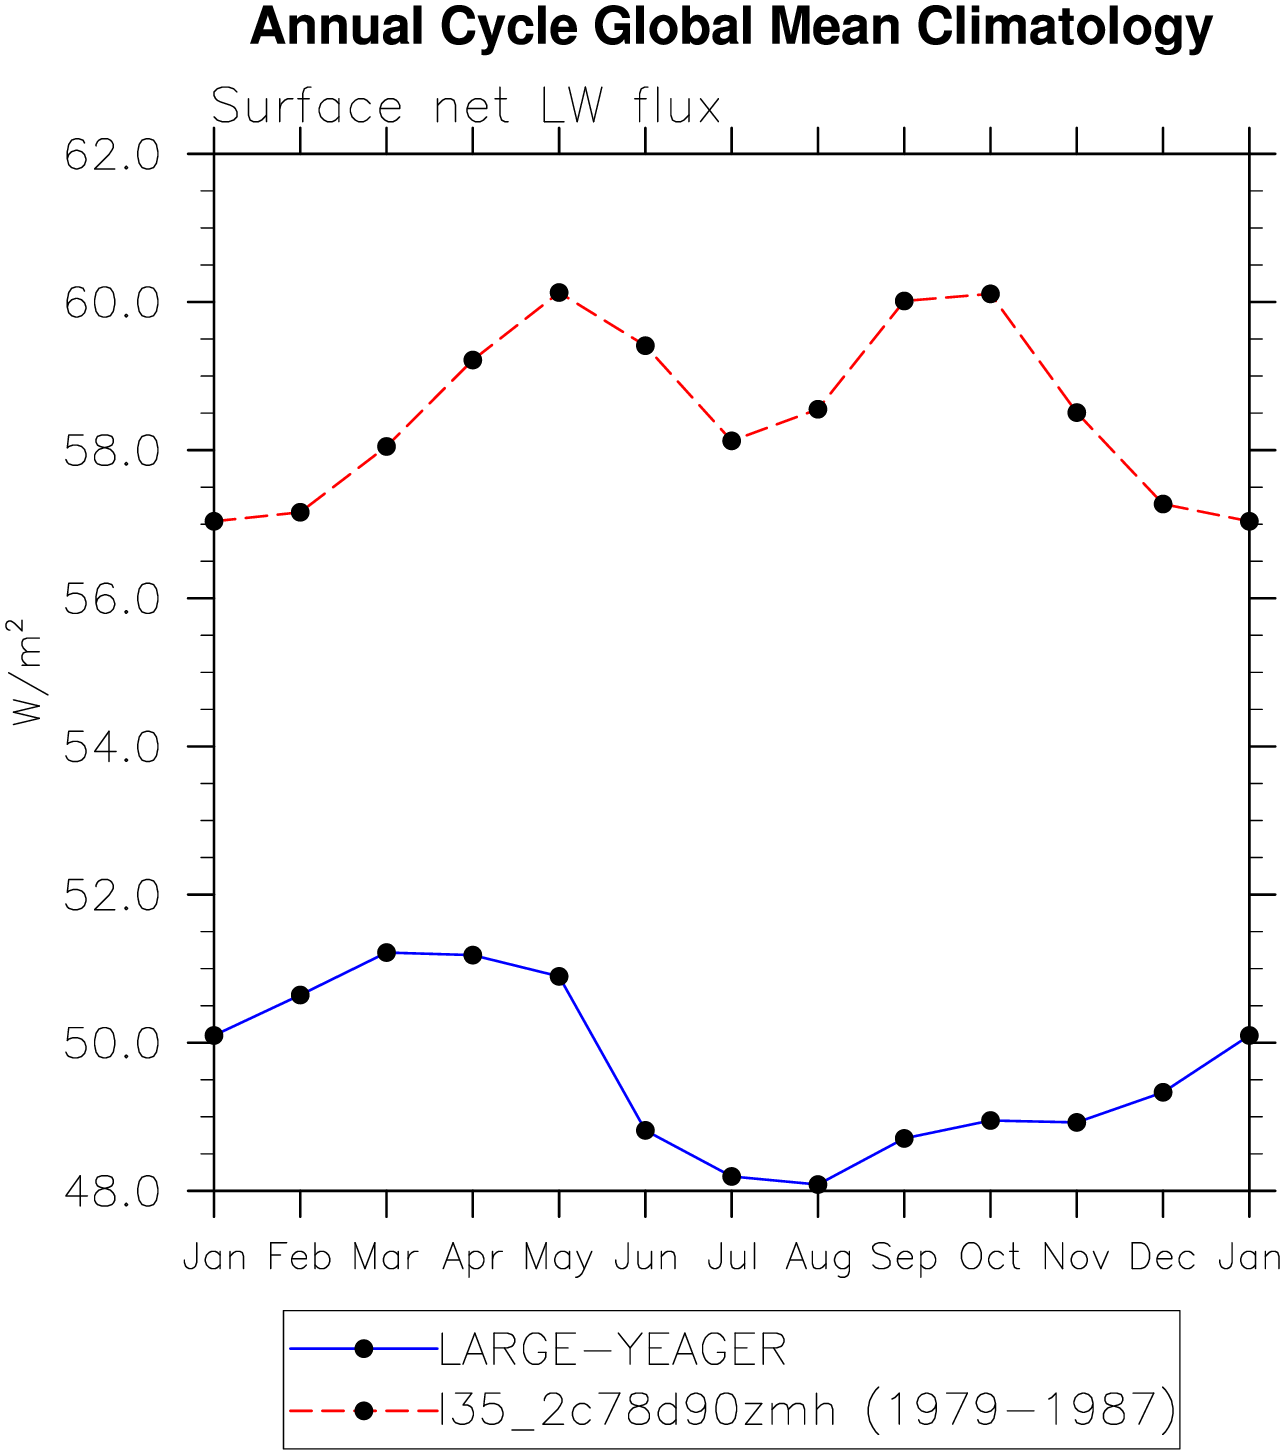 Annual Cycle Global Mean Climatology
Surface net LW flux
62.0
60.0
58.0
56.0
54.0
52.0
50.0
48.0
W/m²
Jan Feb Mar Apr May Jun Jul Aug Sep Oct Nov Dec Jan
LARGE-YEAGER
I35_2c78d90zmh (1979-1987)